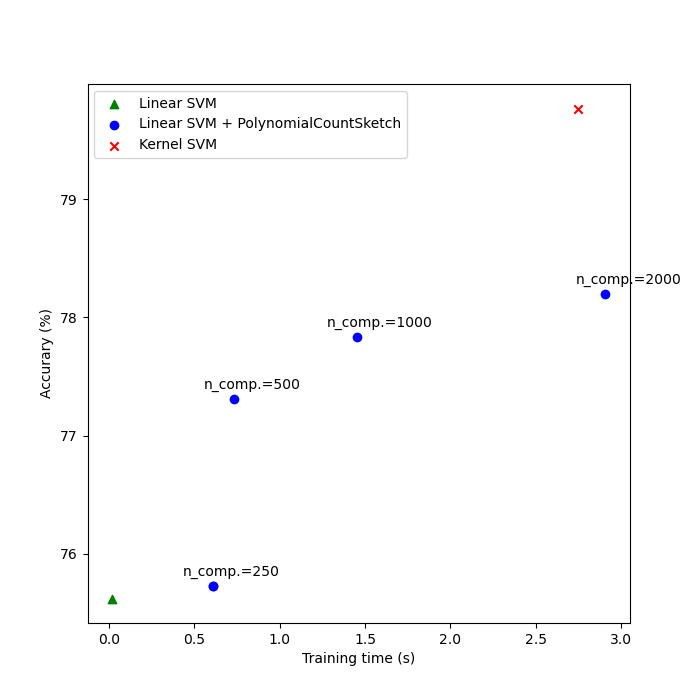 Linear SVM
Linear SVM + PolynomialCountSketch
Kernel SVM
79
n_comp.=2000
78
n_comp.=1000
Accurary (%)
n_comp.=500
77
76
n_comp.=250
0.0 0.5 1.0 1.5 2.0 2.5 3.0
Training time (s)